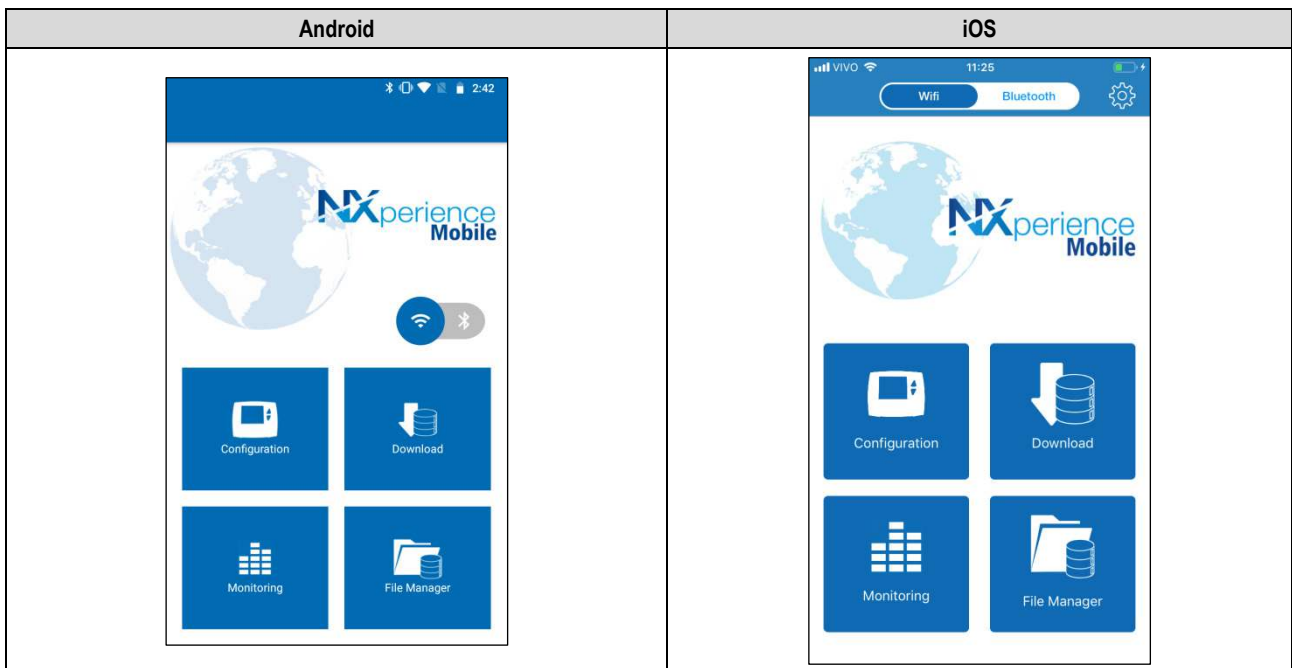 Android
iOS
2:42
NXperience
Mobile
Configuration
Download
Monitoring
File Manager
VIVO
11:25
Wifi
Bluetooth
NXperience
Mobile
Configuration
Download
Monitoring
File Manager